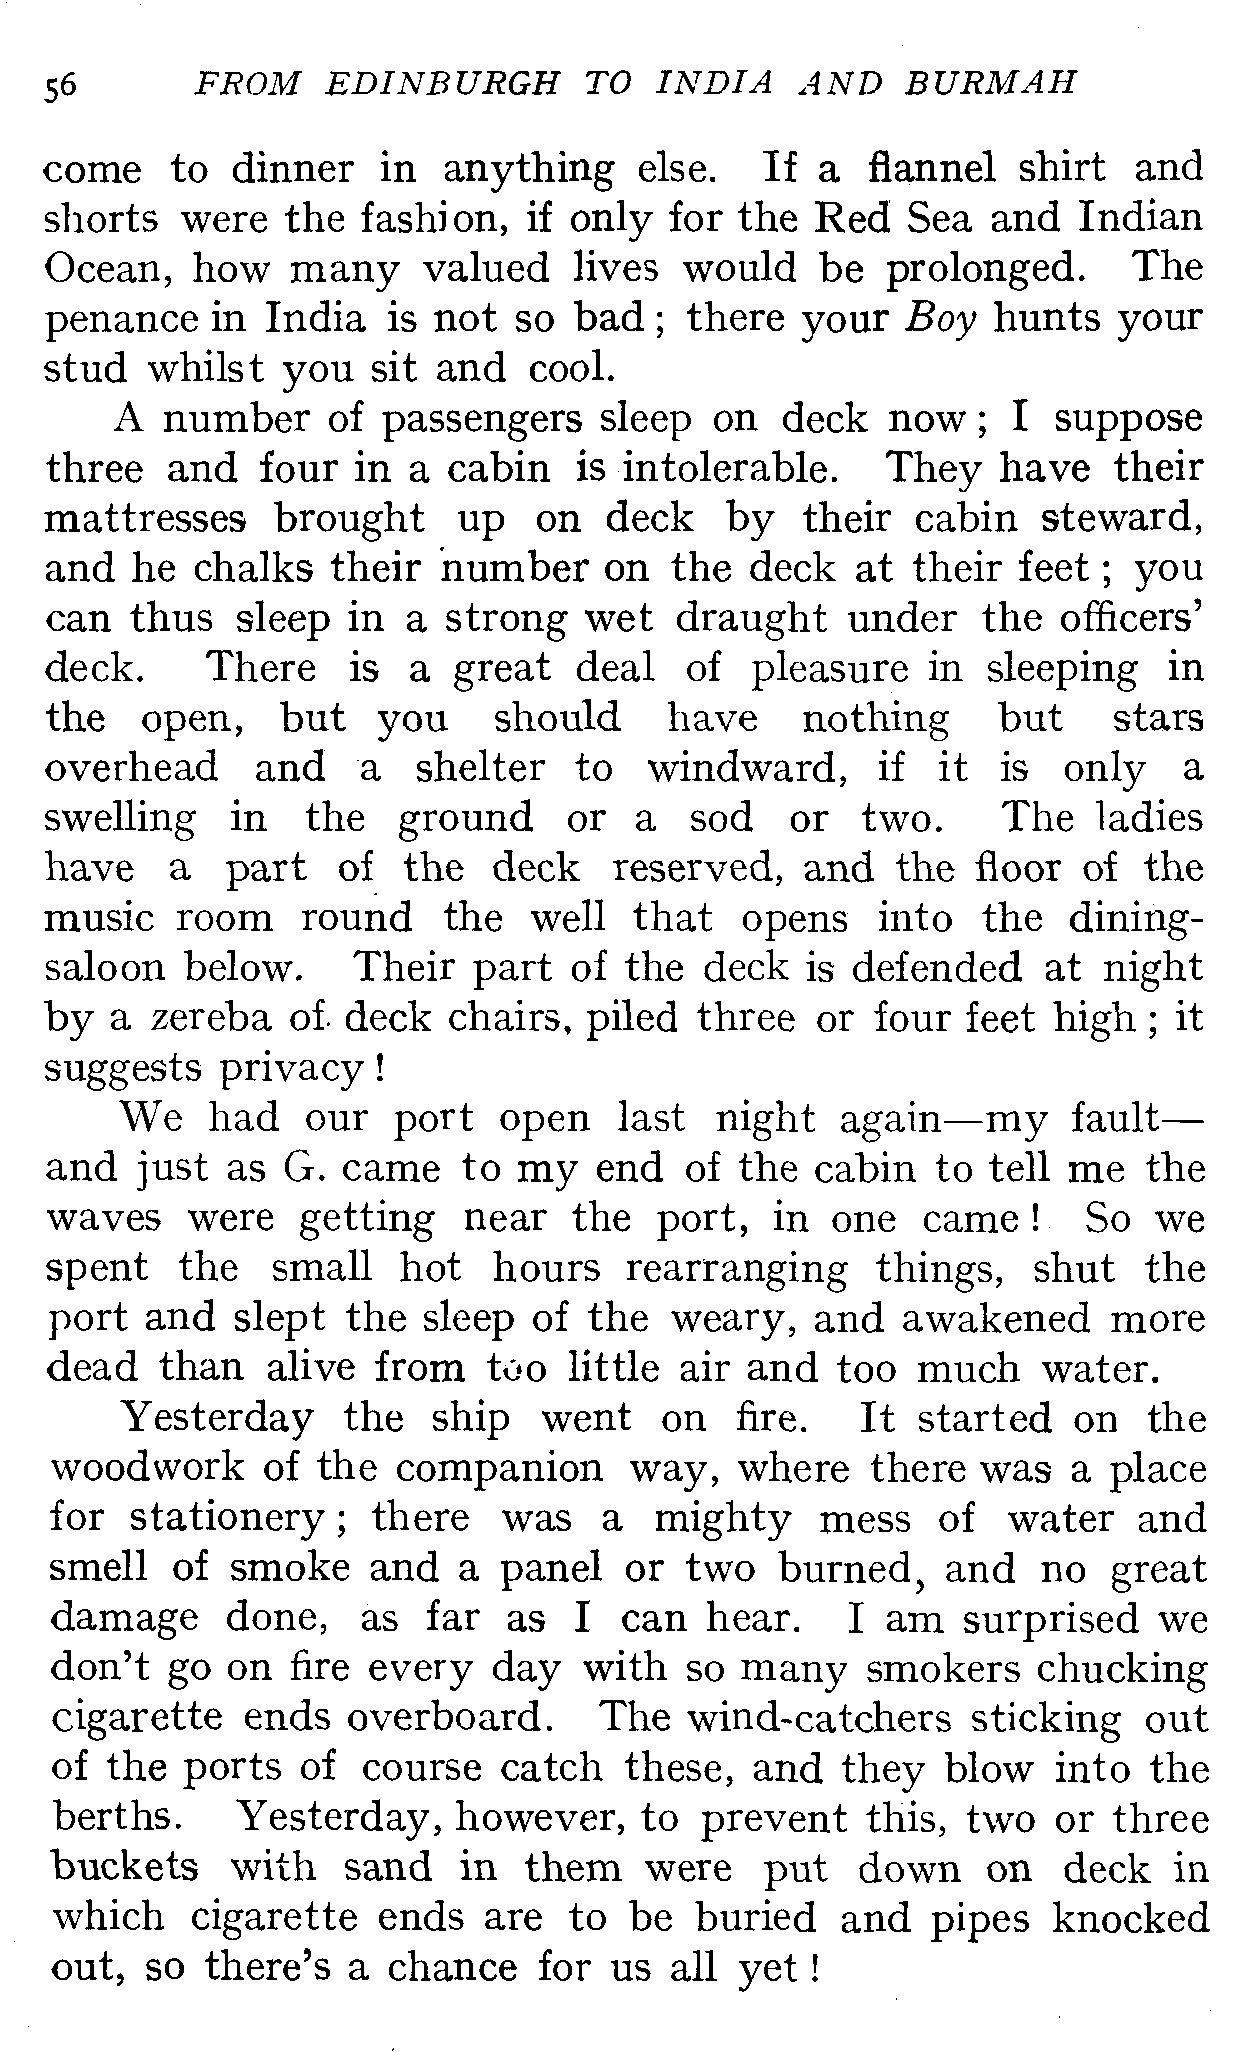 56 FROM EDINBURGH TO INDIA AND BURMAH
come to dinner in anything else. If a flannel shirt and
shorts were the fashion, if only for the Red Sea and Indian
Ocean, how many valued lives would be prolonged. The
penance in India is not so bad; there your Boy hunts your
stud whilst you sit and cool.
A number of passengers sleep on deck now; I suppose
three and four in a cabin is intolerable. They have their
mattresses brought up on deck by their cabin steward,
and he chalks their number on the deck at their feet; you
can thus sleep in a strong wet draught under the officers'
deck. There is a great deal of pleasure in sleeping in
the open, but you should have nothing but stars
overhead and a shelter to windward, if it is only a
swelling in the ground or a sod or two. The ladies
have a part of the deck reserved, and the floor of the
music room round the well that opens into the dining-
saloon below. Their part of the deck is defended at night
by a zereba of deck chairs, piled three or four feet high; it
suggests privacy!
We had our port open last night again—my fault—
and just as G. came to my end of the cabin to tell me the
waves were getting near the port, in one came! So we
spent the small hot hours rearranging things, shut the
port and slept the sleep of the weary, and awakened more
dead than alive from too little air and too much water.
Yesterday the ship went on fire. It started on the
woodwork of the companion way, where there was a place
for stationery; there was a mighty mess of water and
smell of smoke and a panel or two burned, and no great
damage done, as far as I can hear. I am surprised we
don't go on fire every day with so many smokers chucking
cigarette ends overboard. The wind-catchers sticking out
of the ports of course catch these, and they blow into the
berths. Yesterday, however, to prevent this, two or three
buckets with sand in them were put down on deck in
which cigarette ends are to be buried and pipes knocked
out, so there's a chance for us all yet!